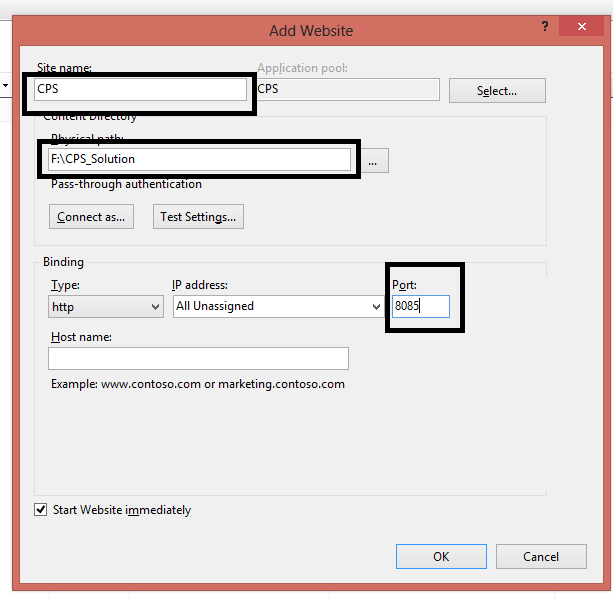 Add Website
?
Site name:
Application pool:
CPS
CPS
Select...
Content Directory
Physical path:
F:\CPS_Solution
...
Pass-through authentication
Connect as...
Test Settings...
Binding
Type:
IP address:
Port:
http
All Unassigned
8085
Host name:
Example: www.contoso.com or marketing.contoso.com
Start Website immediately
OK
Cancel